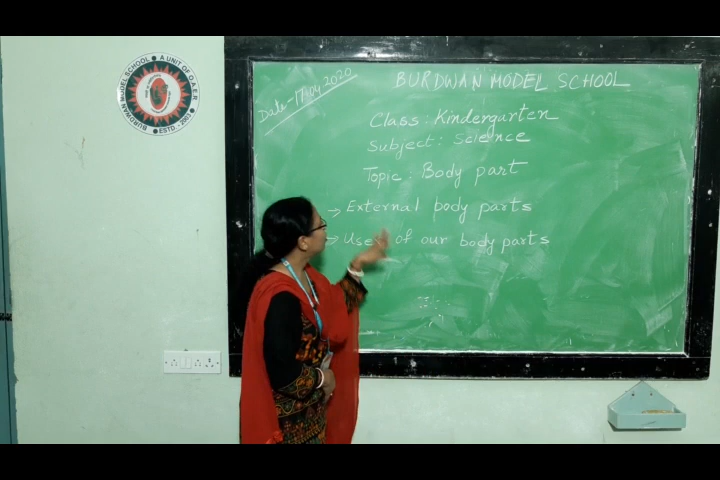 BURDWAN MODEL SCHOOL ● A UNIT OF O.A.E.R ●
ESTD. - 2003
Date-17.04.2020
BURDWAN MODEL SCHOOL
Class : Kindergarten
Subject : Science
Topic : Body part
→ External body parts
→ Uses of our body parts